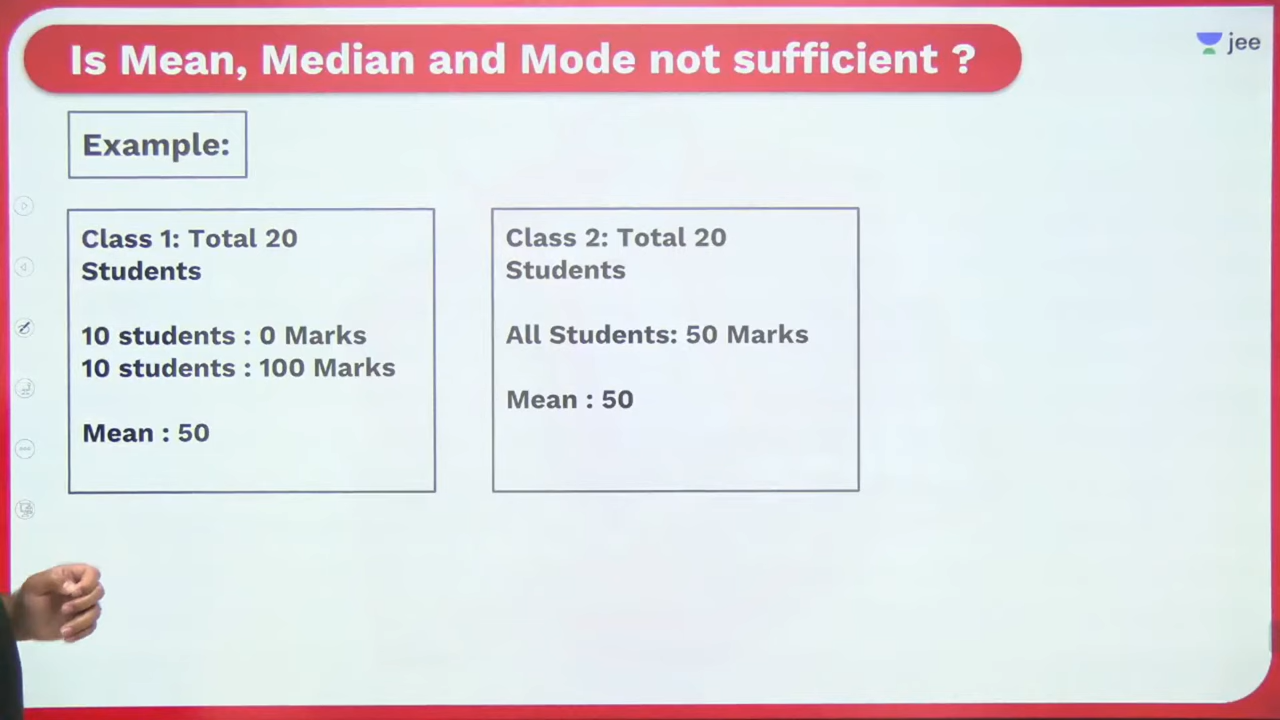 Is Mean, Median and Mode not sufficient ?
jee
Example:
Class 1: Total 20
Students
10 students : 0 Marks
10 students : 100 Marks
Mean : 50
Class 2: Total 20
Students
All Students: 50 Marks
Mean : 50